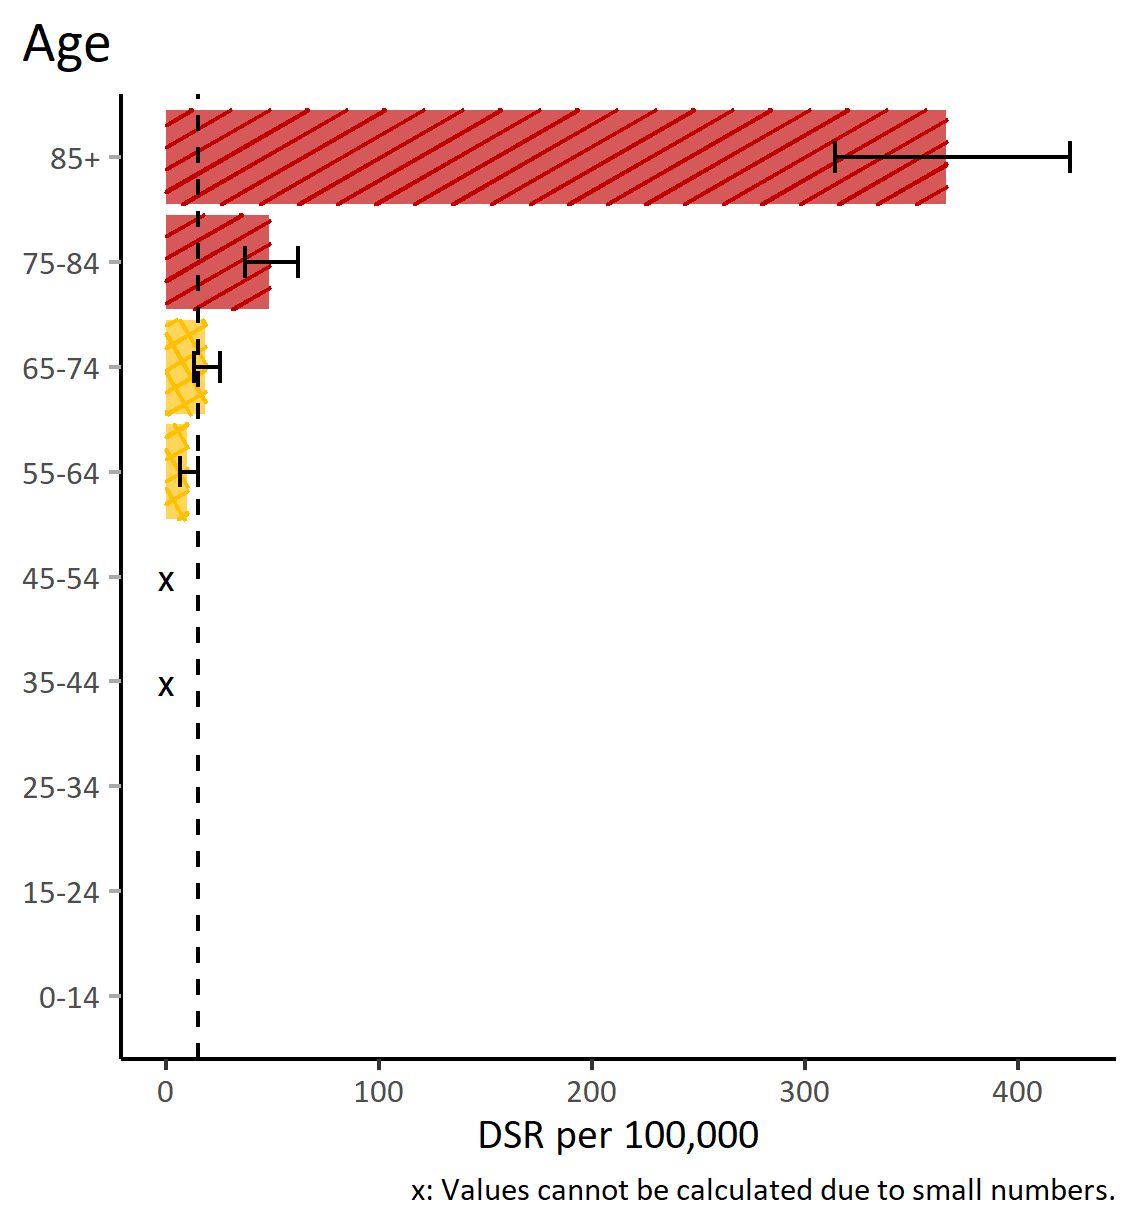 Age
85+
75-84
65-74
55-64
45-54
x
35-44
x
25-34
15-24
0-14
0 100 200 300 400
DSR per 100,000
x: Values cannot be calculated due to small numbers.